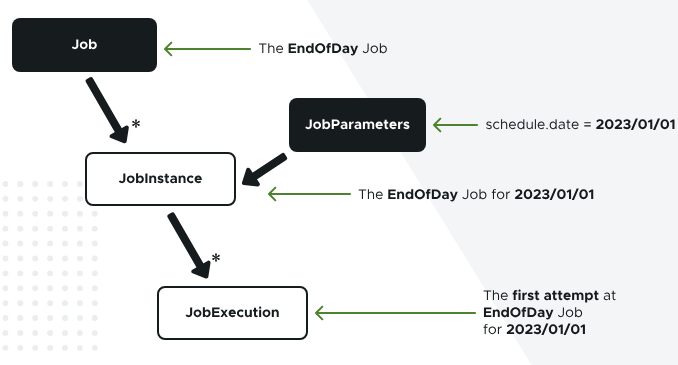 Job
The EndOfDay Job
*
JobParameters
schedule.date = 2023/01/01
JobInstance
The EndOfDay Job for 2023/01/01
*
JobExecution
The first attempt at
EndOfDay Job
for 2023/01/01